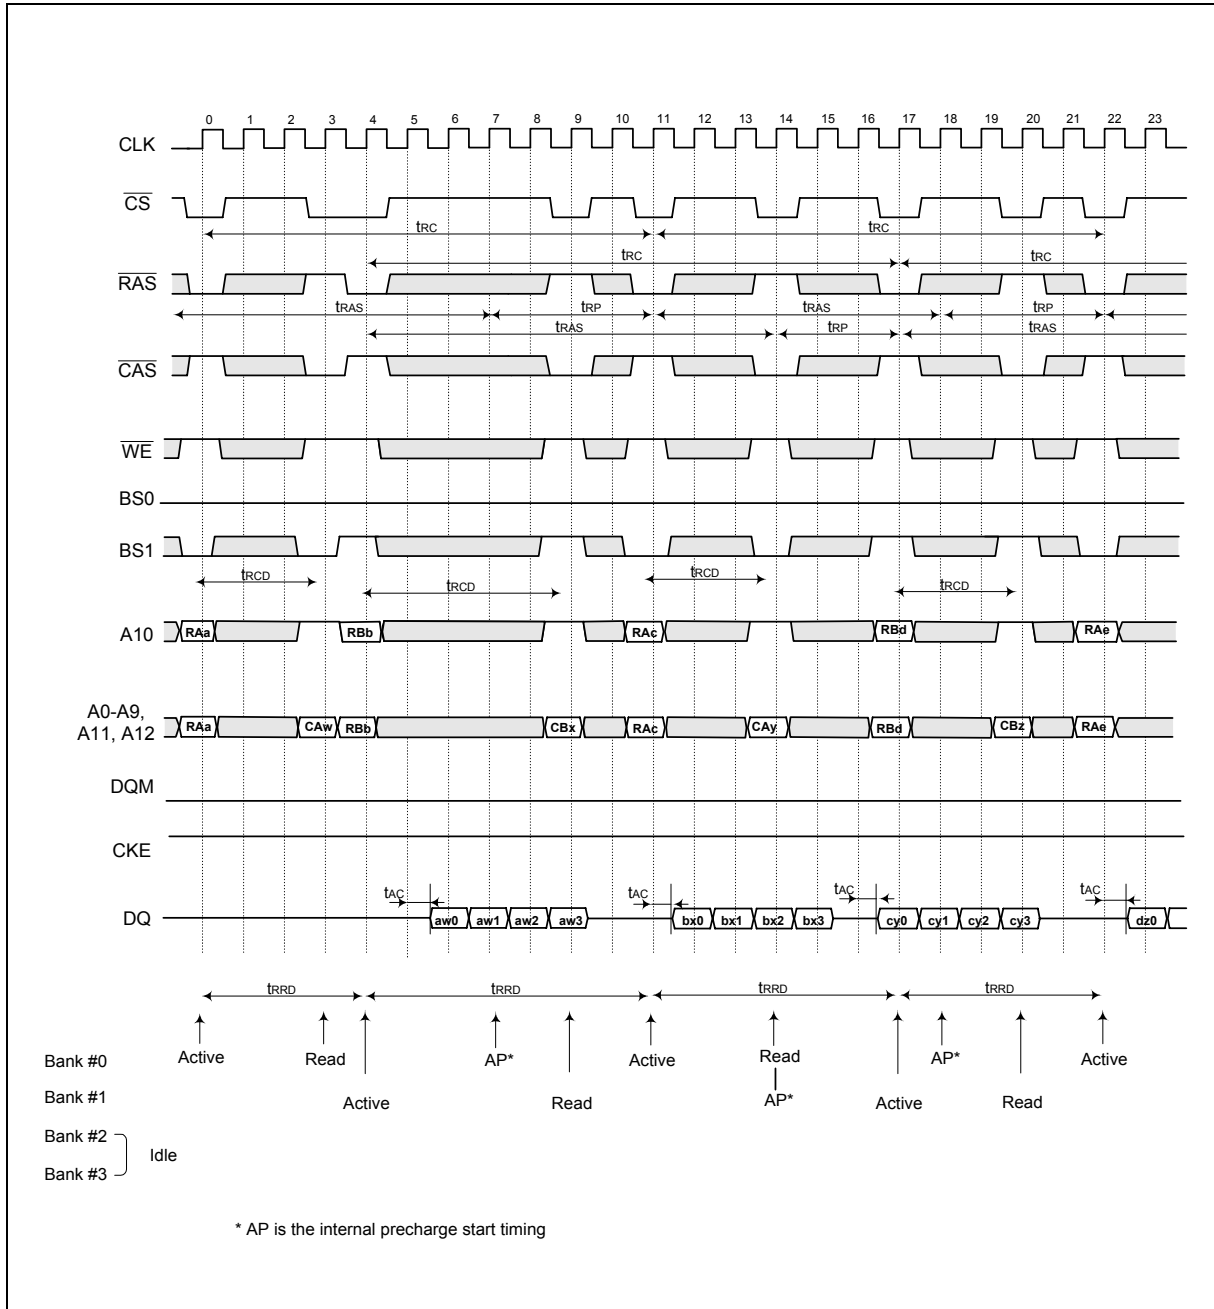 0 1 2 3 4 5 6 7 8 9 10 11 12 13 14 15 16 17 18 19 20 21 22 23
CLK
CS
tRC tRC
tRC tRC
RAS
tRAS tRP tRAS tRP
tRAS tRP tRAS
CAS
WE
BS0
BS1
tRCD tRCD tRCD tRCD
A10 RAa RBb RAc RBd RAe
A0-A9,
A11, A12 RAa CAw RBb CBx RAc CAy RBd CBz RAe
DQM
CKE
tAC tAC tAC tAC
DQ aw0 aw1 aw2 aw3 bx0 bx1 bx2 bx3 cy0 cy1 cy2 cy3 dz0
tRRD tRRD tRRD tRRD
Bank #0 Active Read AP* Active Read AP* Active
Bank #1 Active Read AP* Active Read
Bank #2
Idle
Bank #3
* AP is the internal precharge start timing